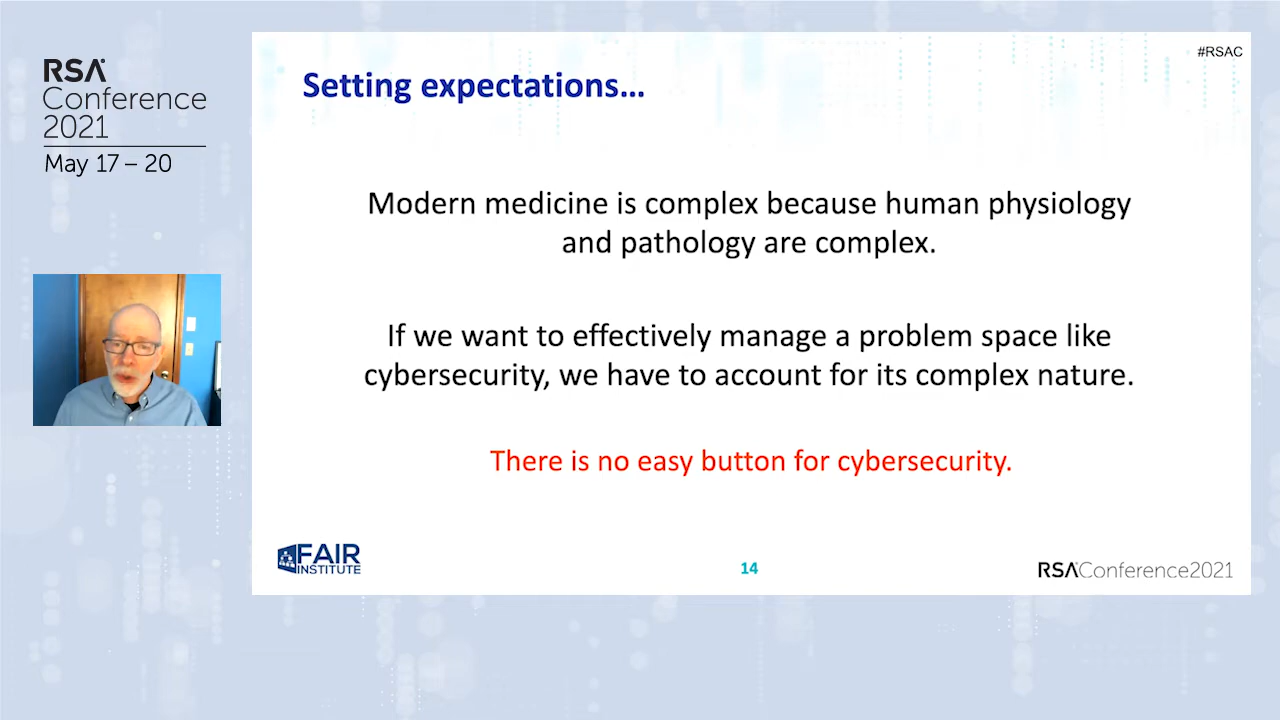 RSA
Conference
2021
May 17 – 20
#RSAC
Setting expectations...
Modern medicine is complex because human physiology
and pathology are complex.
If we want to effectively manage a problem space like
cybersecurity, we have to account for its complex nature.
There is no easy button for cybersecurity.
FAIR
INSTITUTE
14
RSAConference2021